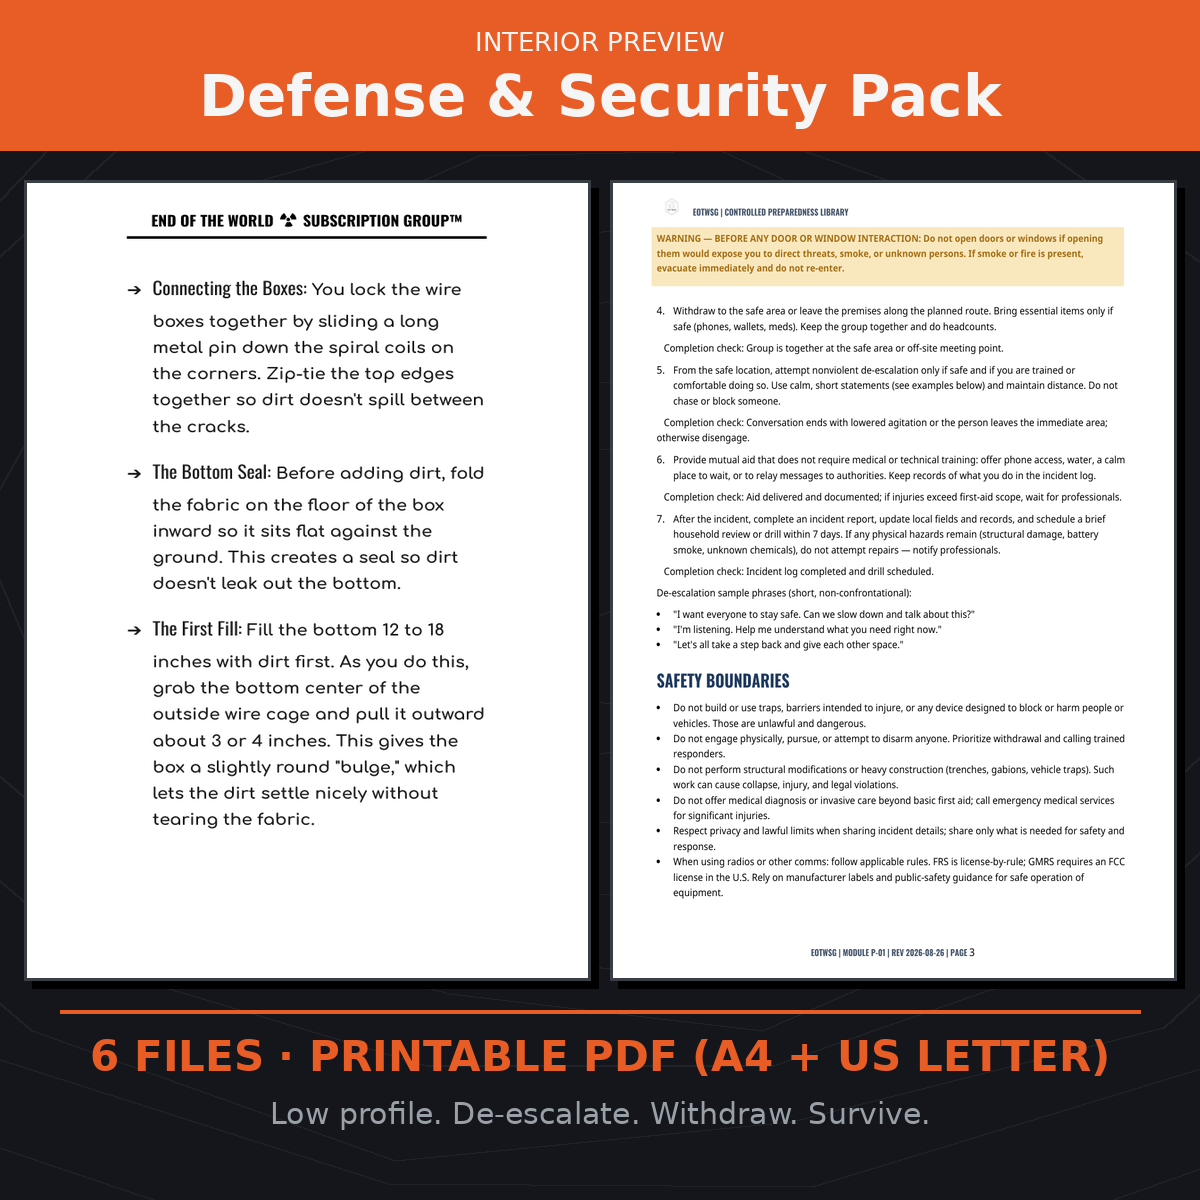 INTERIOR PREVIEW
Defense & Security Pack
END OF THE WORLD ☢ SUBSCRIPTION GROUP™
➔ Connecting the Boxes: You lock the wire
boxes together by sliding a long
metal pin down the spiral coils on
the corners. Zip-tie the top edges
together so dirt doesn't spill between
the cracks.
➔ The Bottom Seal: Before adding dirt, fold
the fabric on the floor of the box
inward so it sits flat against the
ground. This creates a seal so dirt
doesn't leak out the bottom.
➔ The First Fill: Fill the bottom 12 to 18
inches with dirt first. As you do this,
grab the bottom center of the
outside wire cage and pull it outward
about 3 or 4 inches. This gives the
box a slightly round "bulge," which
lets the dirt settle nicely without
tearing the fabric.
EOTWSG | CONTROLLED PREPAREDNESS LIBRARY
WARNING — BEFORE ANY DOOR OR WINDOW INTERACTION: Do not open doors or windows if opening
them would expose you to direct threats, smoke, or unknown persons. If smoke or fire is present,
evacuate immediately and do not re-enter.
4. Withdraw to the safe area or leave the premises along the planned route. Bring essential items only if
safe (phones, wallets, meds). Keep the group together and do headcounts.
Completion check: Group is together at the safe area or off-site meeting point.
5. From the safe location, attempt nonviolent de-escalation only if safe and if you are trained or
comfortable doing so. Use calm, short statements (see examples below) and maintain distance. Do not
chase or block someone.
Completion check: Conversation ends with lowered agitation or the person leaves the immediate area;
otherwise disengage.
6. Provide mutual aid that does not require medical or technical training: offer phone access, water, a calm
place to wait, or to relay messages to authorities. Keep records of what you do in the incident log.
Completion check: Aid delivered and documented; if injuries exceed first-aid scope, wait for professionals.
7. After the incident, complete an incident report, update local fields and records, and schedule a brief
household review or drill within 7 days. If any physical hazards remain (structural damage, battery
smoke, unknown chemicals), do not attempt repairs — notify professionals.
Completion check: Incident log completed and drill scheduled.
De-escalation sample phrases (short, non-confrontational):
• "I want everyone to stay safe. Can we slow down and talk about this?"
• "I'm listening. Help me understand what you need right now."
• "Let's all take a step back and give each other space."
SAFETY BOUNDARIES
• Do not build or use traps, barriers intended to injure, or any device designed to block or harm people or
vehicles. Those are unlawful and dangerous.
• Do not engage physically, pursue, or attempt to disarm anyone. Prioritize withdrawal and calling trained
responders.
• Do not perform structural modifications or heavy construction (trenches, gabions, vehicle traps). Such
work can cause collapse, injury, and legal violations.
• Do not offer medical diagnosis or invasive care beyond basic first aid; call emergency medical services
for significant injuries.
• Respect privacy and lawful limits when sharing incident details; share only what is needed for safety and
response.
• When using radios or other comms: follow applicable rules. FRS is license-by-rule; GMRS requires an FCC
license in the U.S. Rely on manufacturer labels and public-safety guidance for safe operation of
equipment.
EOTWSG | MODULE P-01 | REV 2026-08-26 | PAGE 3
6 FILES · PRINTABLE PDF (A4 + US LETTER)
Low profile. De-escalate. Withdraw. Survive.